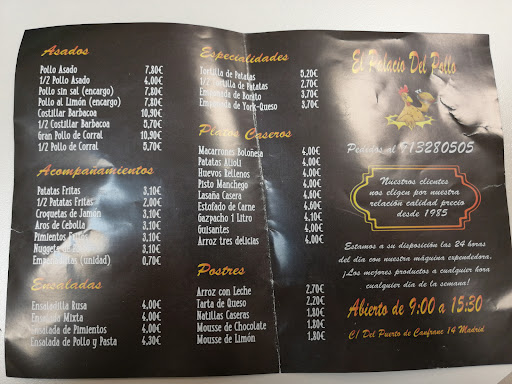 Asados
Pollo Asado 7,80€
1/2 Pollo Asado 4,00€
Pollo sin sal (encargo) 7,80€
Pollo al Limón (encargo) 7,80€
Costillar Barbacoa 10,90€
1/2 Costillar Barbacoa 5,70€
Gran Pollo de Corral 10,90€
1/2 Pollo de Corral 5,70€
Acompañamientos
Patatas Fritas 3,10€
1/2 Patatas Fritas 2,00€
Croquetas de Jamón 3,10€
Aros de Cebolla 3,10€
Pimientos 3,10€
Nuggets 3,10€
(unidad) 0,70€
Ensaladas
Ensaladilla Rusa 4,00€
Ensalada Mixta 4,00€
Ensalada de Pimientos 4,00€
Ensalada de Pollo y Pasta 4,30€
Especialidades
Tortilla de Patatas 5,20€
1/2 Tortilla de Patatas 2,70€
de Bonito 3,70€
de York-Queso 3,70€
Platos Caseros
Macarrones Boloñesa 4,00€
Patatas Alioli 4,00€
Huevos Rellenos 4,00€
Pisto Manchego 4,00€
Lasaña Casera 4,60€
Estofado de Carne 4,00€
Gazpacho 1 Litro 4,10€
Guisantes 4,00€
Arroz tres delicias 4,00€
Postres
Arroz con Leche 2,70€
Tarta de Queso 2,20€
Natillas Caseras 1,80€
Mousse de Chocolate 1,80€
Mousse de Limón 1,80€
El Palacio Del Pollo
Pedidos al 913280505
Nuestros clientes
nos eligen por nuestra
relación calidad precio
desde 1985
Estamos a su disposición las 24 horas
del día con nuestra máquina expendedora.
¡Los mejores productos a cualquier hora
cualquier día de la semana!
Abierto de 9:00 a 15:30
C/ Del Puerto de Canfranc 14 Madrid